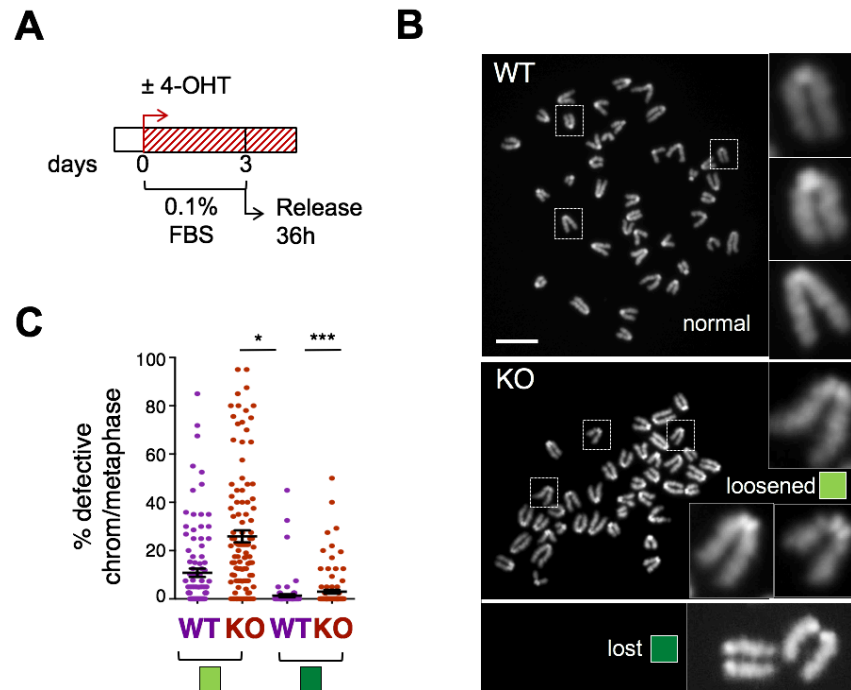 A
± 4-OHT
days 0 3
0.1% FBS
Release 36h
B
WT
normal
KO
loosened
lost
C
% defective
chrom/metaphase
* ***
100
80
60
40
20
0
WT KO WT KO